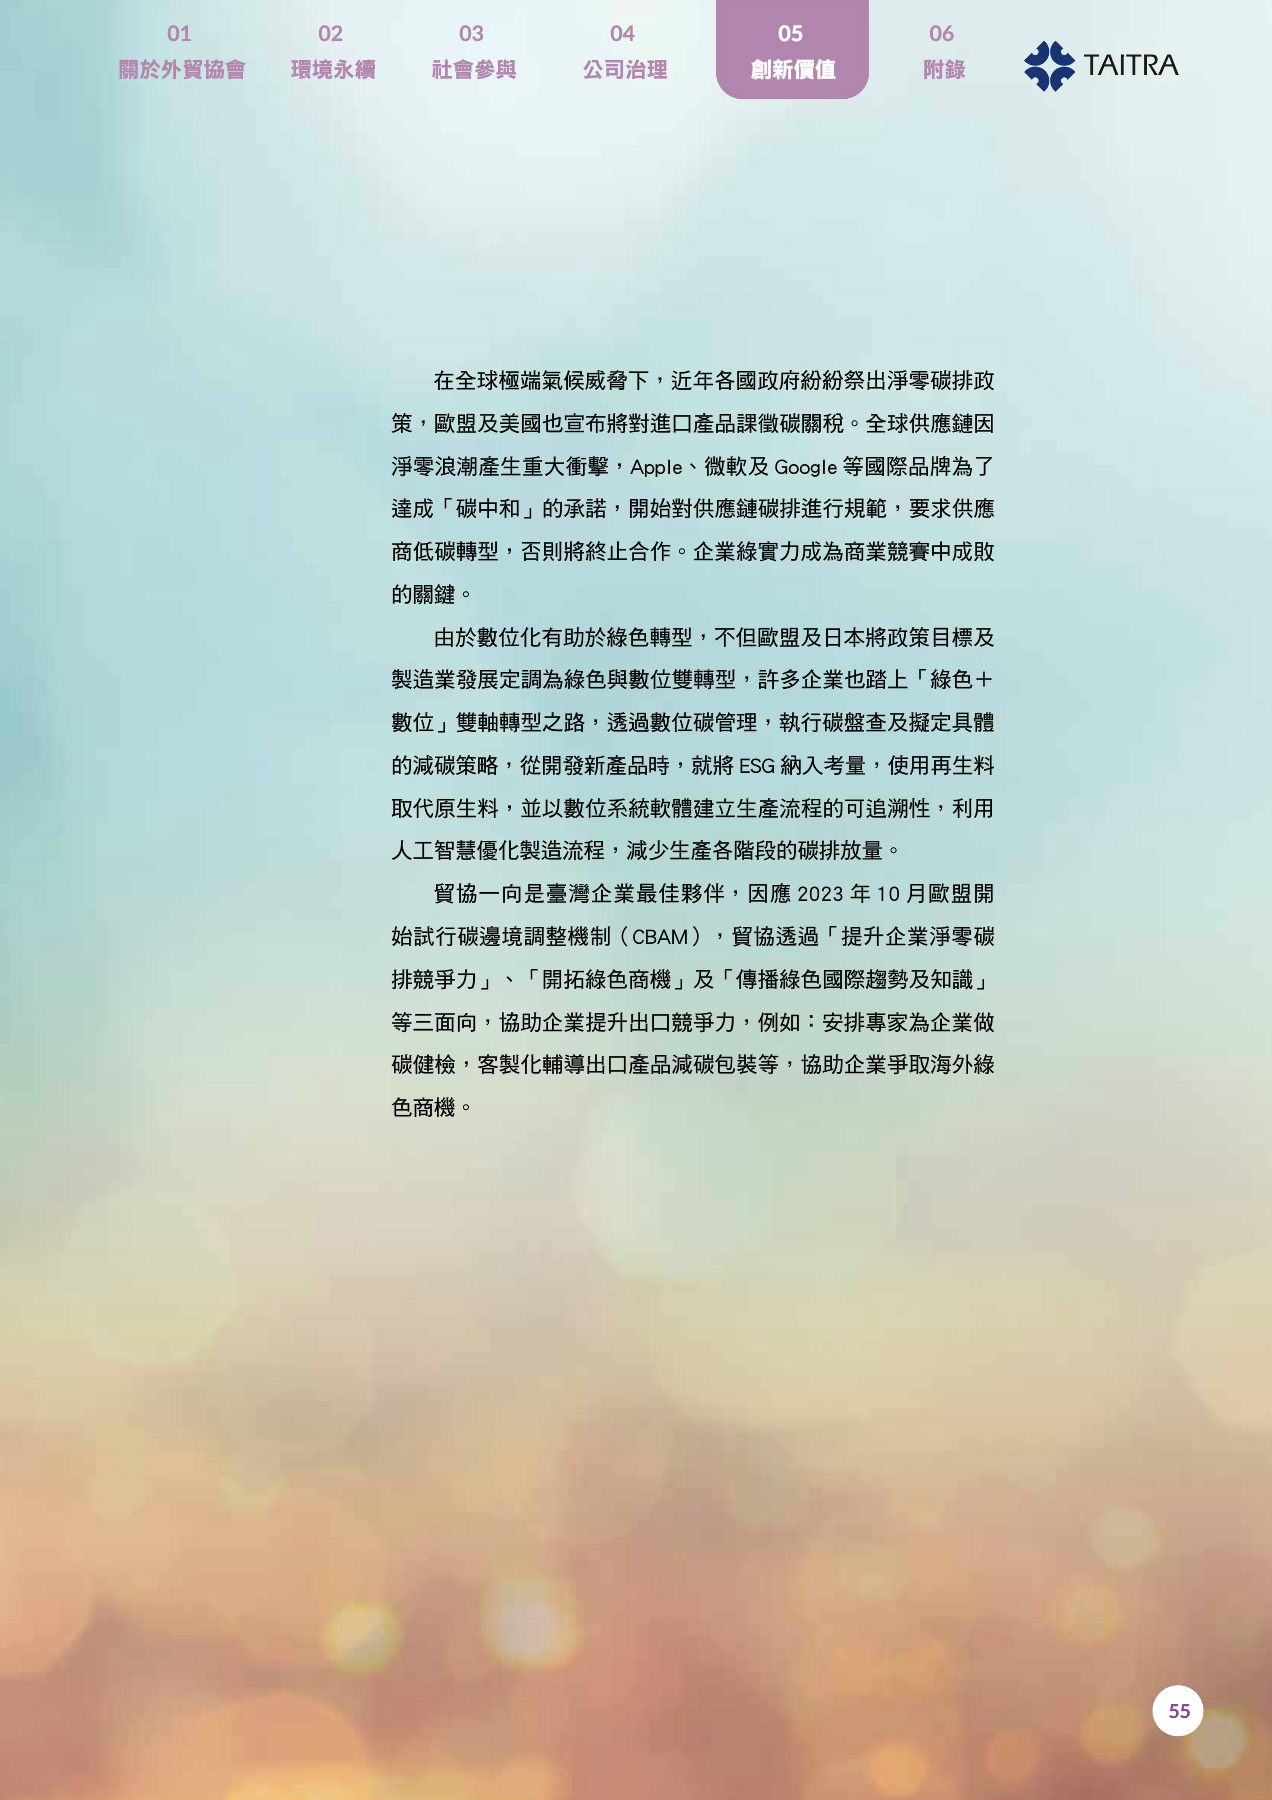 01 02 03 04 05 06
關於外貿協會 環境永續 社會參與 公司治理 創新價值 附錄
TAITRA
在全球極端氣候威脅下，近年各國政府紛紛祭出淨零碳排政
策，歐盟及美國也宣布將對進口產品課徵碳關稅。全球供應鏈因
淨零浪潮產生重大衝擊，Apple、微軟及 Google 等國際品牌為了
達成「碳中和」的承諾，開始對供應鏈碳排進行規範，要求供應
商低碳轉型，否則將終止合作。企業綠實力成為商業競賽中成敗
的關鍵。
由於數位化有助於綠色轉型，不但歐盟及日本將政策目標及
製造業發展定調為綠色與數位雙轉型，許多企業也踏上「綠色＋
數位」雙軸轉型之路，透過數位碳管理，執行碳盤查及擬定具體
的減碳策略，從開發新產品時，就將 ESG 納入考量，使用再生料
取代原生料，並以數位系統軟體建立生產流程的可追溯性，利用
人工智慧優化製造流程，減少生產各階段的碳排放量。
貿協一向是臺灣企業最佳夥伴，因應 2023 年 10 月歐盟開
始試行碳邊境調整機制（CBAM），貿協透過「提升企業淨零碳
排競爭力」、「開拓綠色商機」及「傳播綠色國際趨勢及知識」
等三面向，協助企業提升出口競爭力，例如：安排專家為企業做
碳健檢，客製化輔導出口產品減碳包裝等，協助企業爭取海外綠
色商機。
55